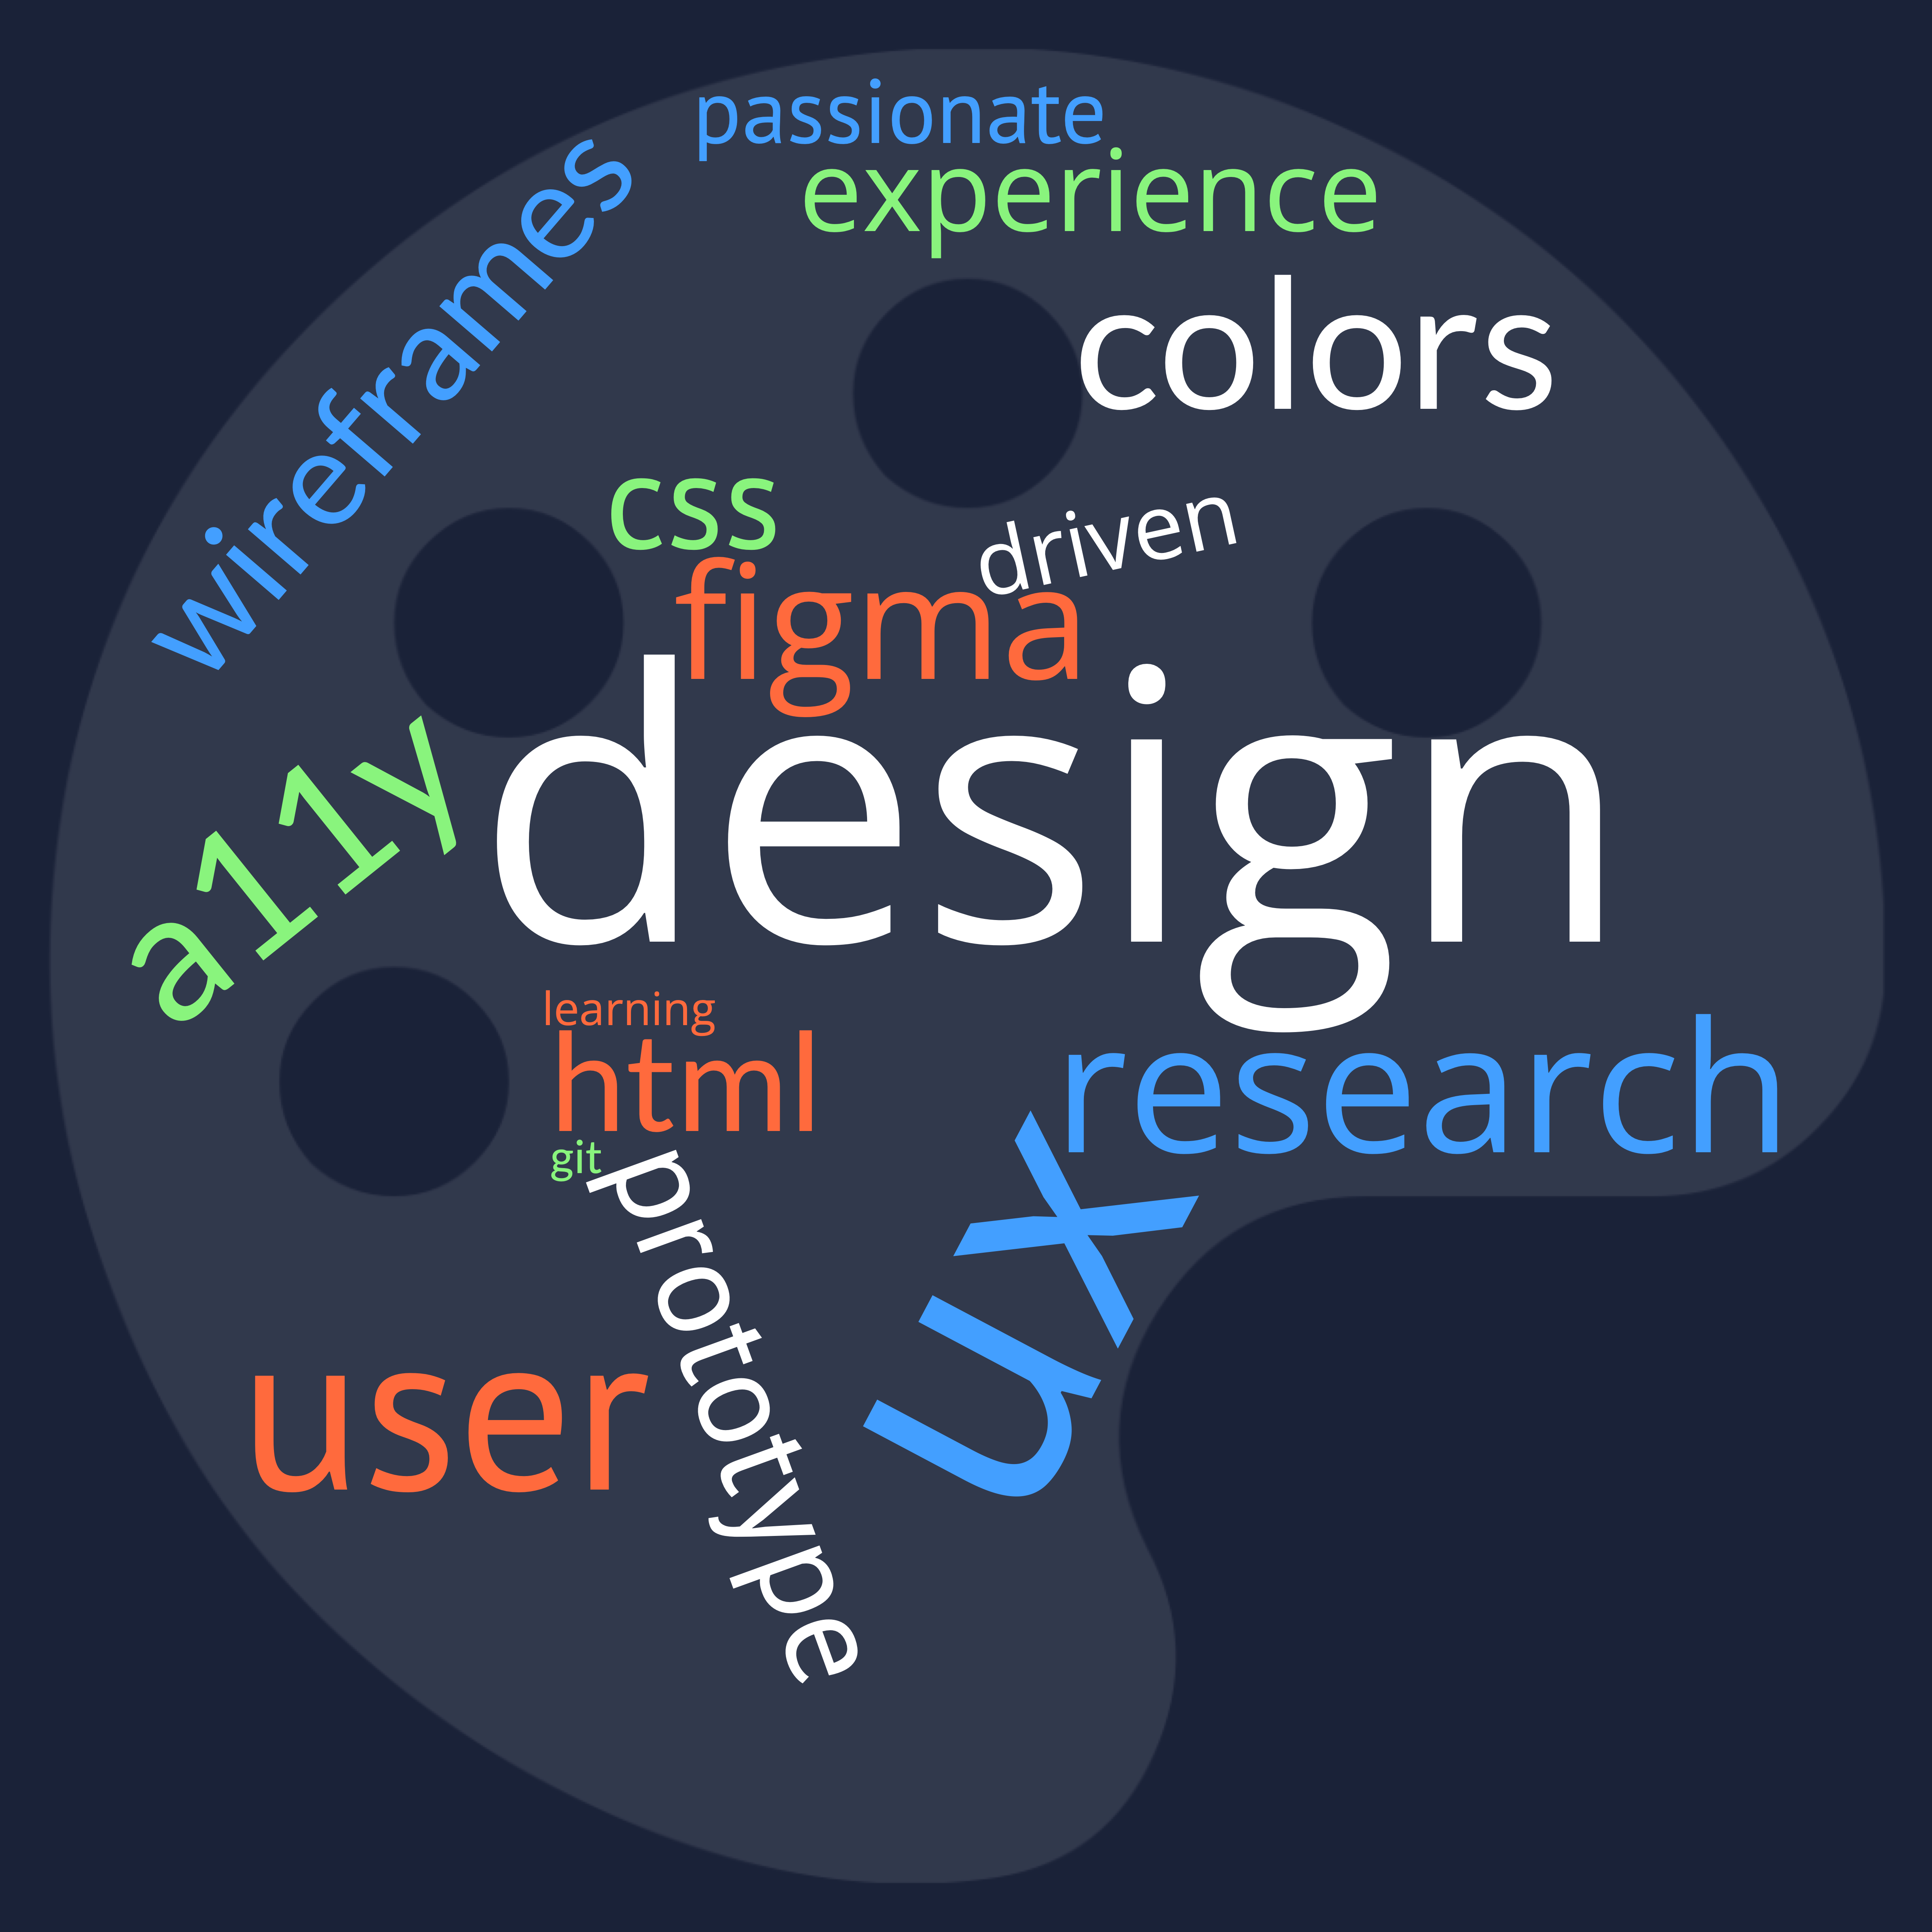 passionate
experience
wireframes
colors
css
driven
figma
design
a11y
learning
html
research
git
prototype
ux
user